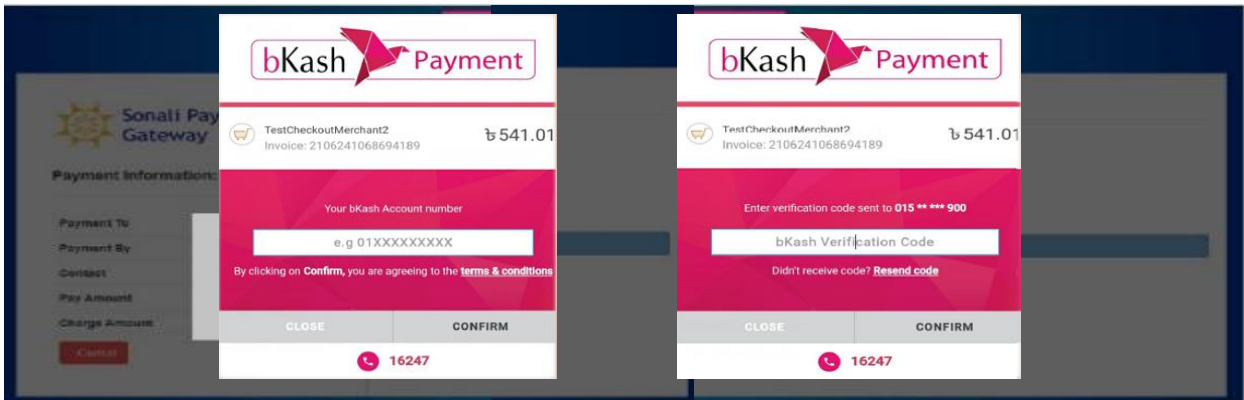 Sonali Pay
Gateway
Payment Information:
Payment To
Payment By
Contact
Pay Amount
Charge Amount
Cancel
bKash Payment
TestCheckoutMerchant2
Invoice: 2106241068694189
৳ 541.01
Your bKash Account number
e.g 01XXXXXXXXX
By clicking on Confirm, you are agreeing to the terms & conditions
CLOSE CONFIRM
16247
bKash Payment
TestCheckoutMerchant2
Invoice: 2106241068694189
৳ 541.01
Enter verification code sent to 015 ** *** 900
bKash Verification Code
Didn't receive code? Resend code
CLOSE CONFIRM
16247